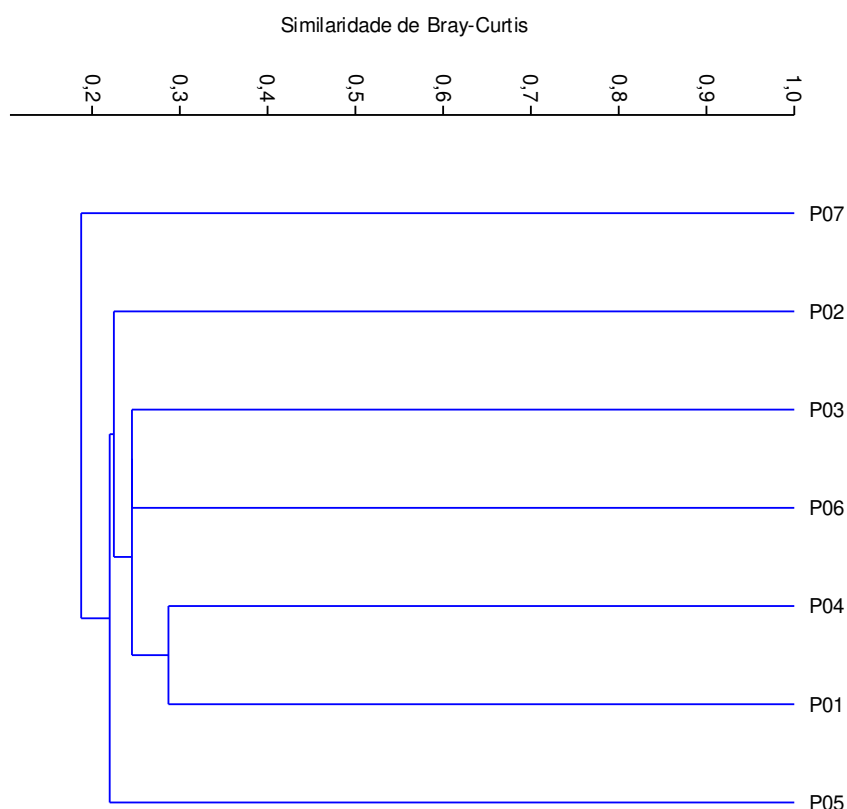 Similaridade de Bray-Curtis
0,2
0,3
0,4
0,5
0,6
0,7
0,8
0,9
1,0
P07
P02
P03
P06
P04
P01
P05